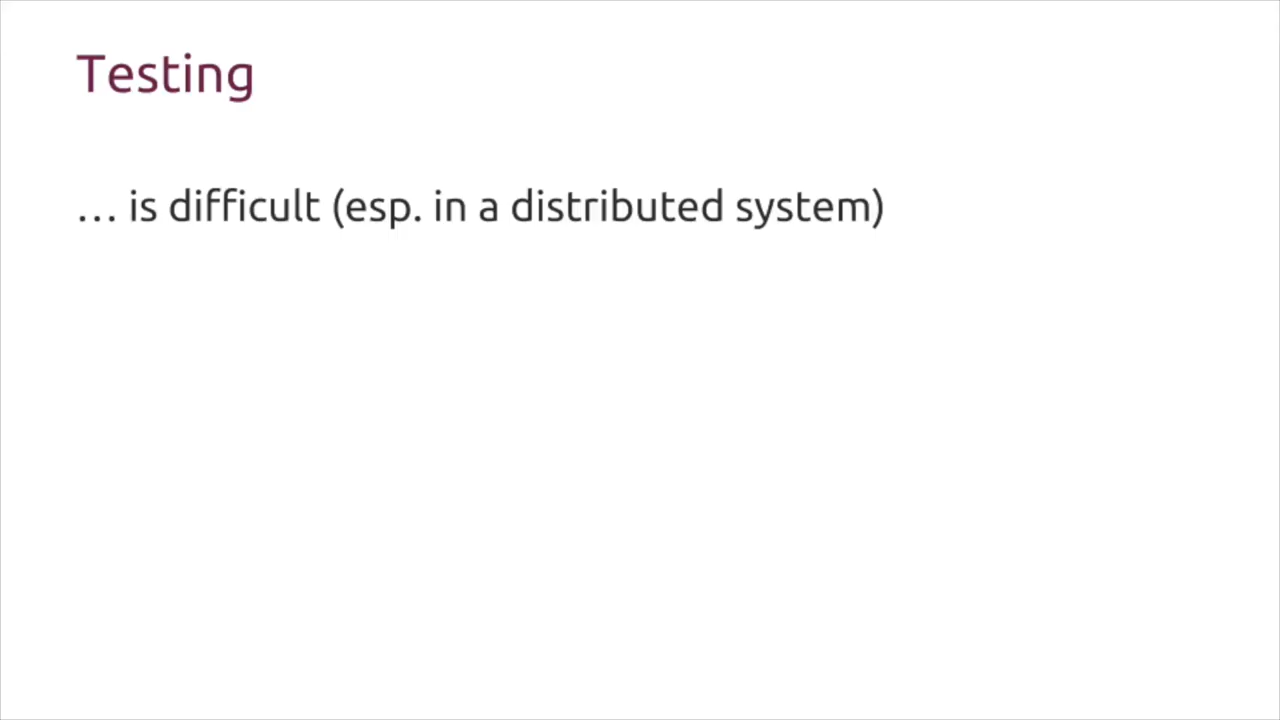 Testing
… is difficult (esp. in a distributed system)